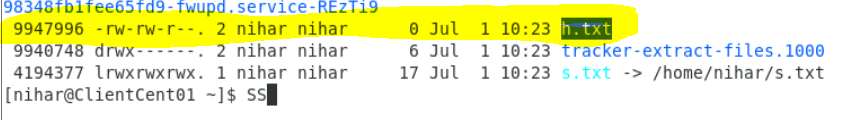 98348fb1fee65fd9-fwupd.service-REzTi9
9947996 -rw-rw-r--. 2 nihar nihar 0 Jul 1 10:23 h.txt
9940748 drwx------. 2 nihar nihar 6 Jul 1 10:23 tracker-extract-files.1000
4194377 lrwxrwxrwx. 1 nihar nihar 17 Jul 1 10:23 s.txt -> /home/nihar/s.txt
[nihar@ClientCent01 ~]$ SS